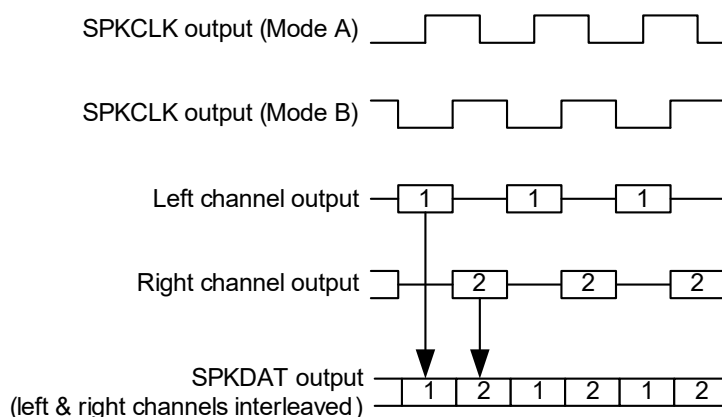 SPKCLK output (Mode A)
SPKCLK output (Mode B)
Left channel output 1 1 1
Right channel output 2 2 2
SPKDAT output
(left & right channels interleaved) 1 2 1 2 1 2